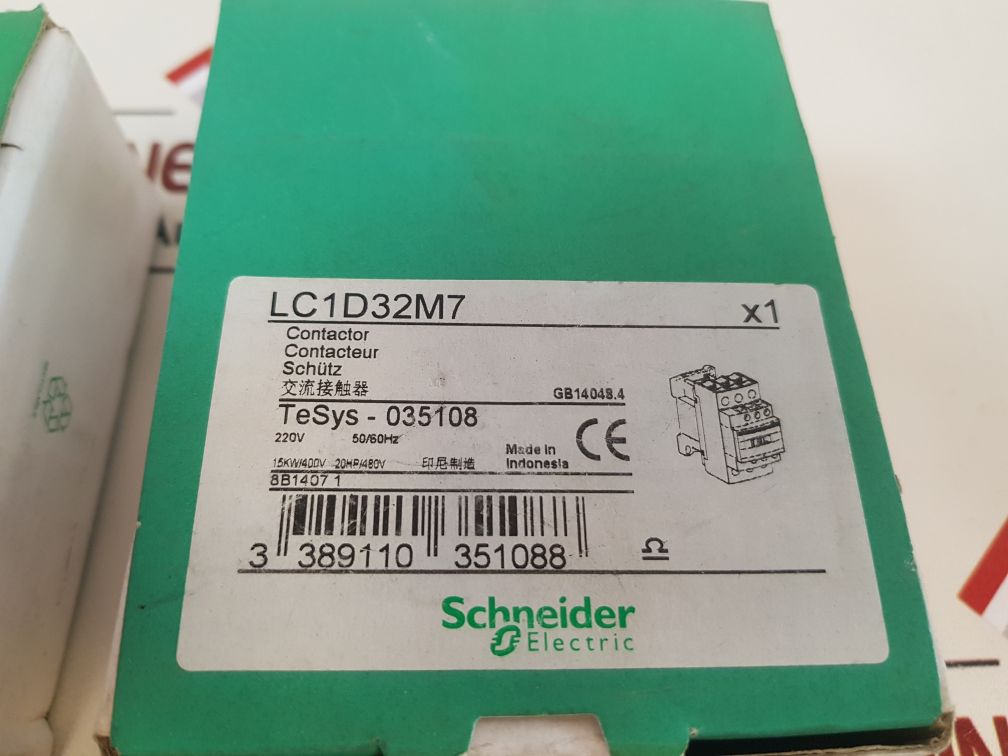 LC1D32M7 x1
Contactor
Contacteur
Schütz
交流接触器 GB14048.4
TeSys - 035108
220V 50/60Hz
15KW/400V 20HP/480V 印尼制造 Made in Indonesia
CE
8B1407 1
3 389110 351088
Schneider
Electric